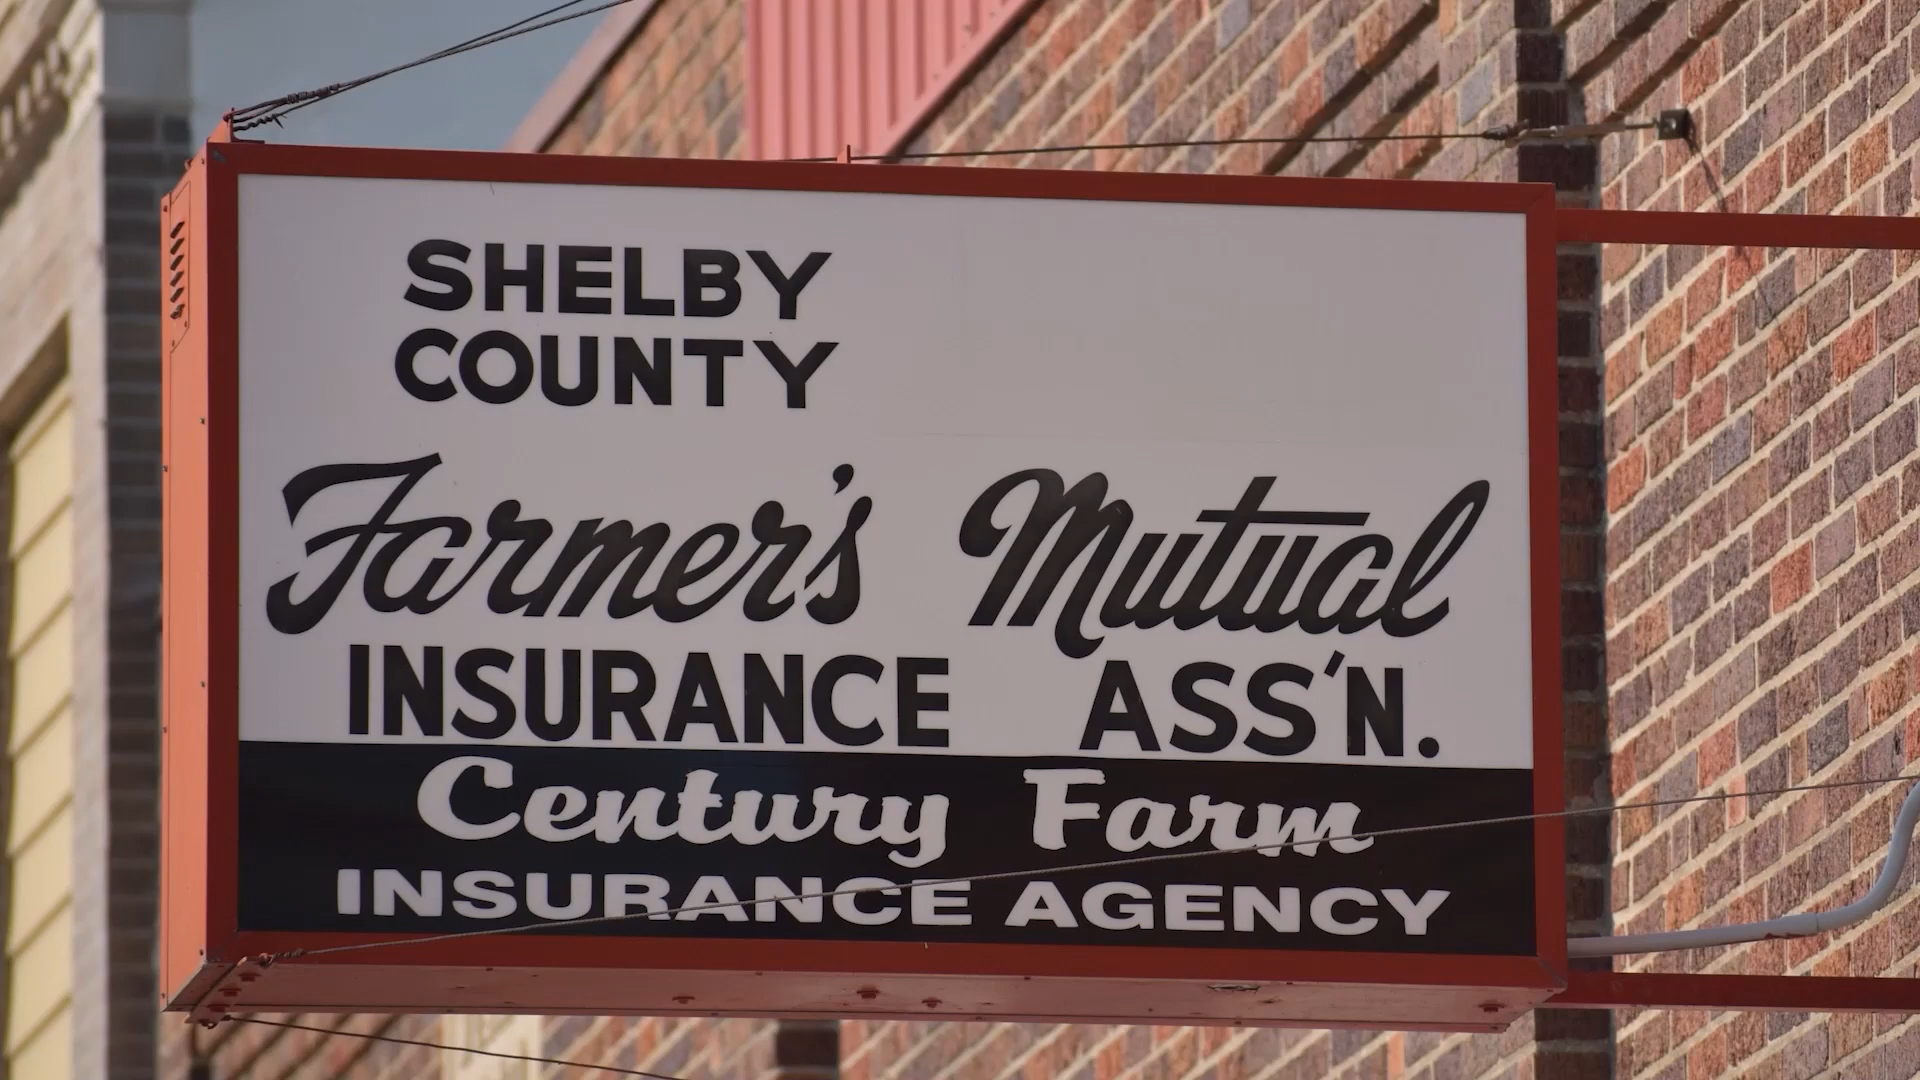 SHELBY
COUNTY
Farmer's Mutual
INSURANCE ASS'N.
Century Farm
INSURANCE AGENCY